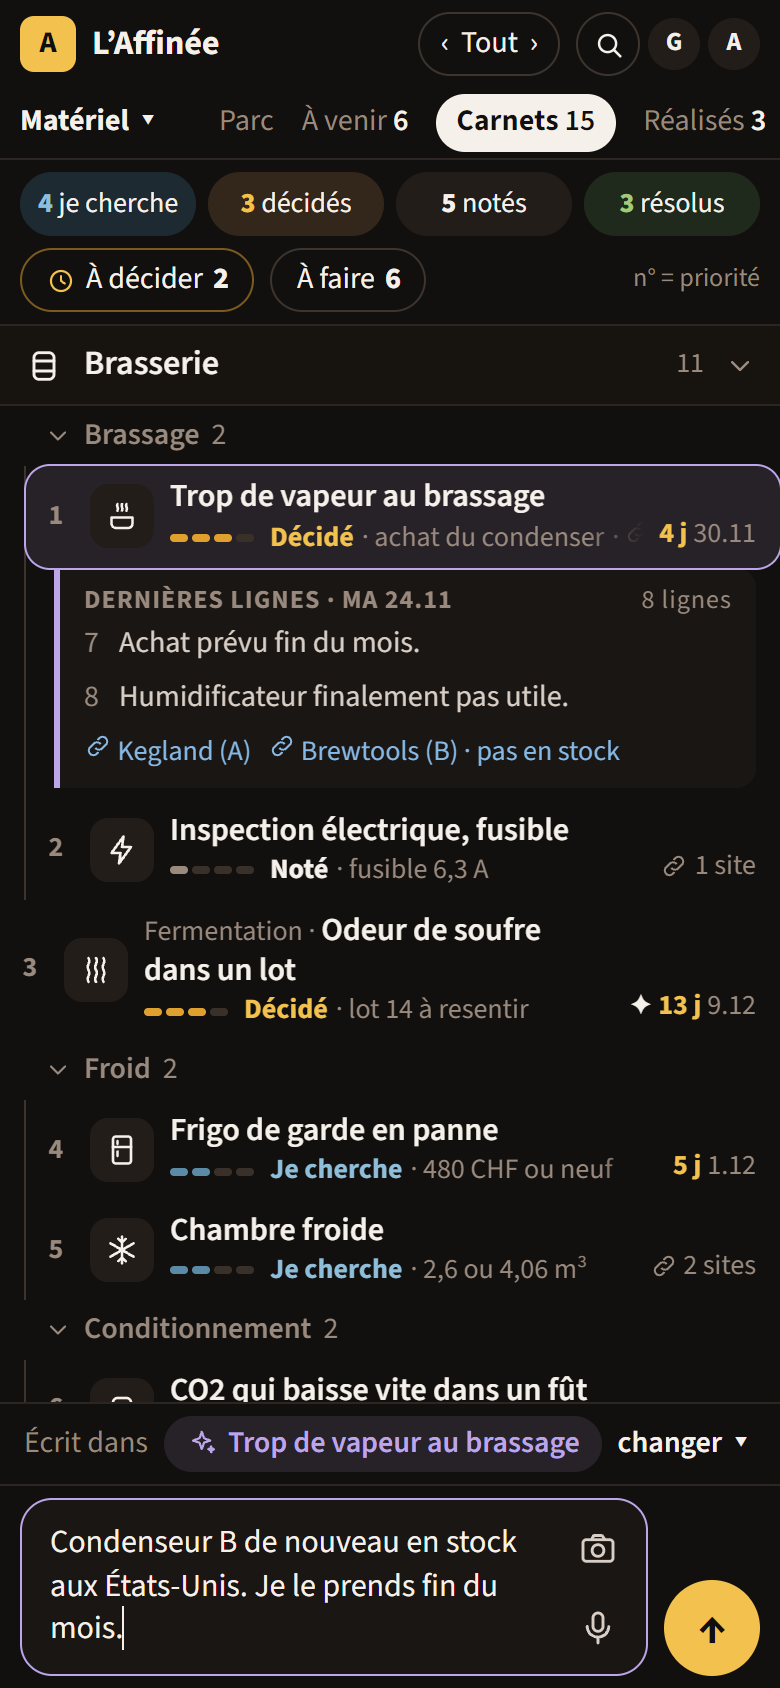 A L’Affinée ‹ Tout › G A
Matériel ▼ Parc À venir 6 Carnets 15 Réalisés 3
4 je cherche 3 décidés 5 notés 3 résolus
À décider 2 À faire 6 n° = priorité
Brasserie 11
Brassage 2
1 Trop de vapeur au brassage
Décidé · achat du condenser · 4 j 30.11
DERNIÈRES LIGNES · MA 24.11 8 lignes
7 Achat prévu fin du mois.
8 Humidificateur finalement pas utile.
Kegland (A) Brewtools (B) · pas en stock
2 Inspection électrique, fusible
Noté · fusible 6,3 A 1 site
Fermentation · Odeur de soufre
3 dans un lot
Décidé · lot 14 à resentir ✦ 13 j 9.12
Froid 2
4 Frigo de garde en panne
Je cherche · 480 CHF ou neuf 5 j 1.12
5 Chambre froide
Je cherche · 2,6 ou 4,06 m³ 2 sites
Conditionnement 2
CO2 qui baisse vite dans un fût
Écrit dans Trop de vapeur au brassage changer ▼
Condenseur B de nouveau en stock
aux États-Unis. Je le prends fin du
mois.